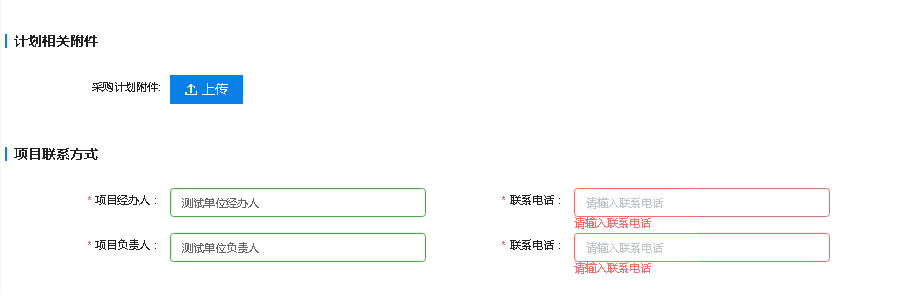 计划相关附件
采购计划附件:
上传
项目联系方式
* 项目经办人： 测试单位经办人 * 联系电话： 请输入联系电话
请输入联系电话
* 项目负责人： 测试单位负责人 * 联系电话： 请输入联系电话
请输入联系电话